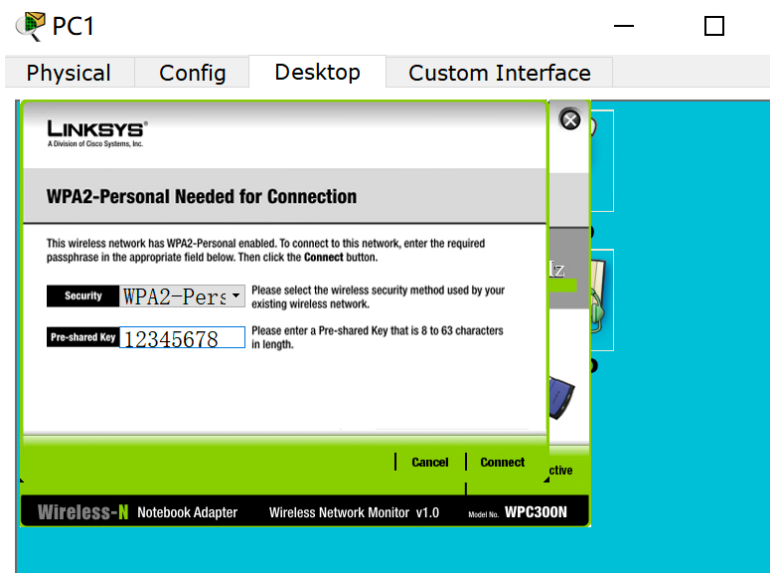 PC1
Physical Config Desktop Custom Interface
LINKSYS®
A Division of Cisco Systems, Inc.
WPA2-Personal Needed for Connection
This wireless network has WPA2-Personal enabled. To connect to this network, enter the required
passphrase in the appropriate field below. Then click the Connect button.
Security WPA2-Pers Please select the wireless security method used by your
existing wireless network.
Pre-shared Key 12345678 Please enter a Pre-shared Key that is 8 to 63 characters
in length.
Cancel Connect
ctive
Wireless-N Notebook Adapter Wireless Network Monitor v1.0 Model No. WPC300N